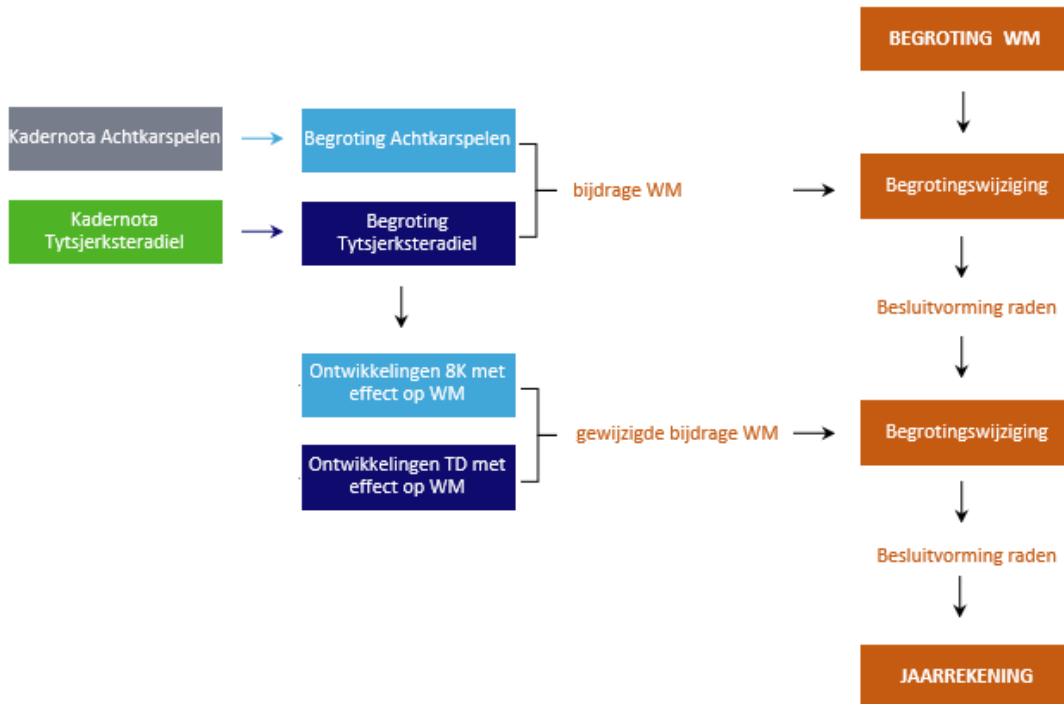 BEGROTING WM
Kadernota Achtkarspelen
Begroting Achtkarspelen
bijdrage WM
Begrotingswijziging
Kadernota
Tytsjerksteradiel
Begroting
Tytsjerksteradiel
Besluitvorming raden
Ontwikkelingen 8K met
effect op WM
gewijzigde bijdrage WM
Begrotingswijziging
Ontwikkelingen TD met
effect op WM
Besluitvorming raden
JAARREKENING